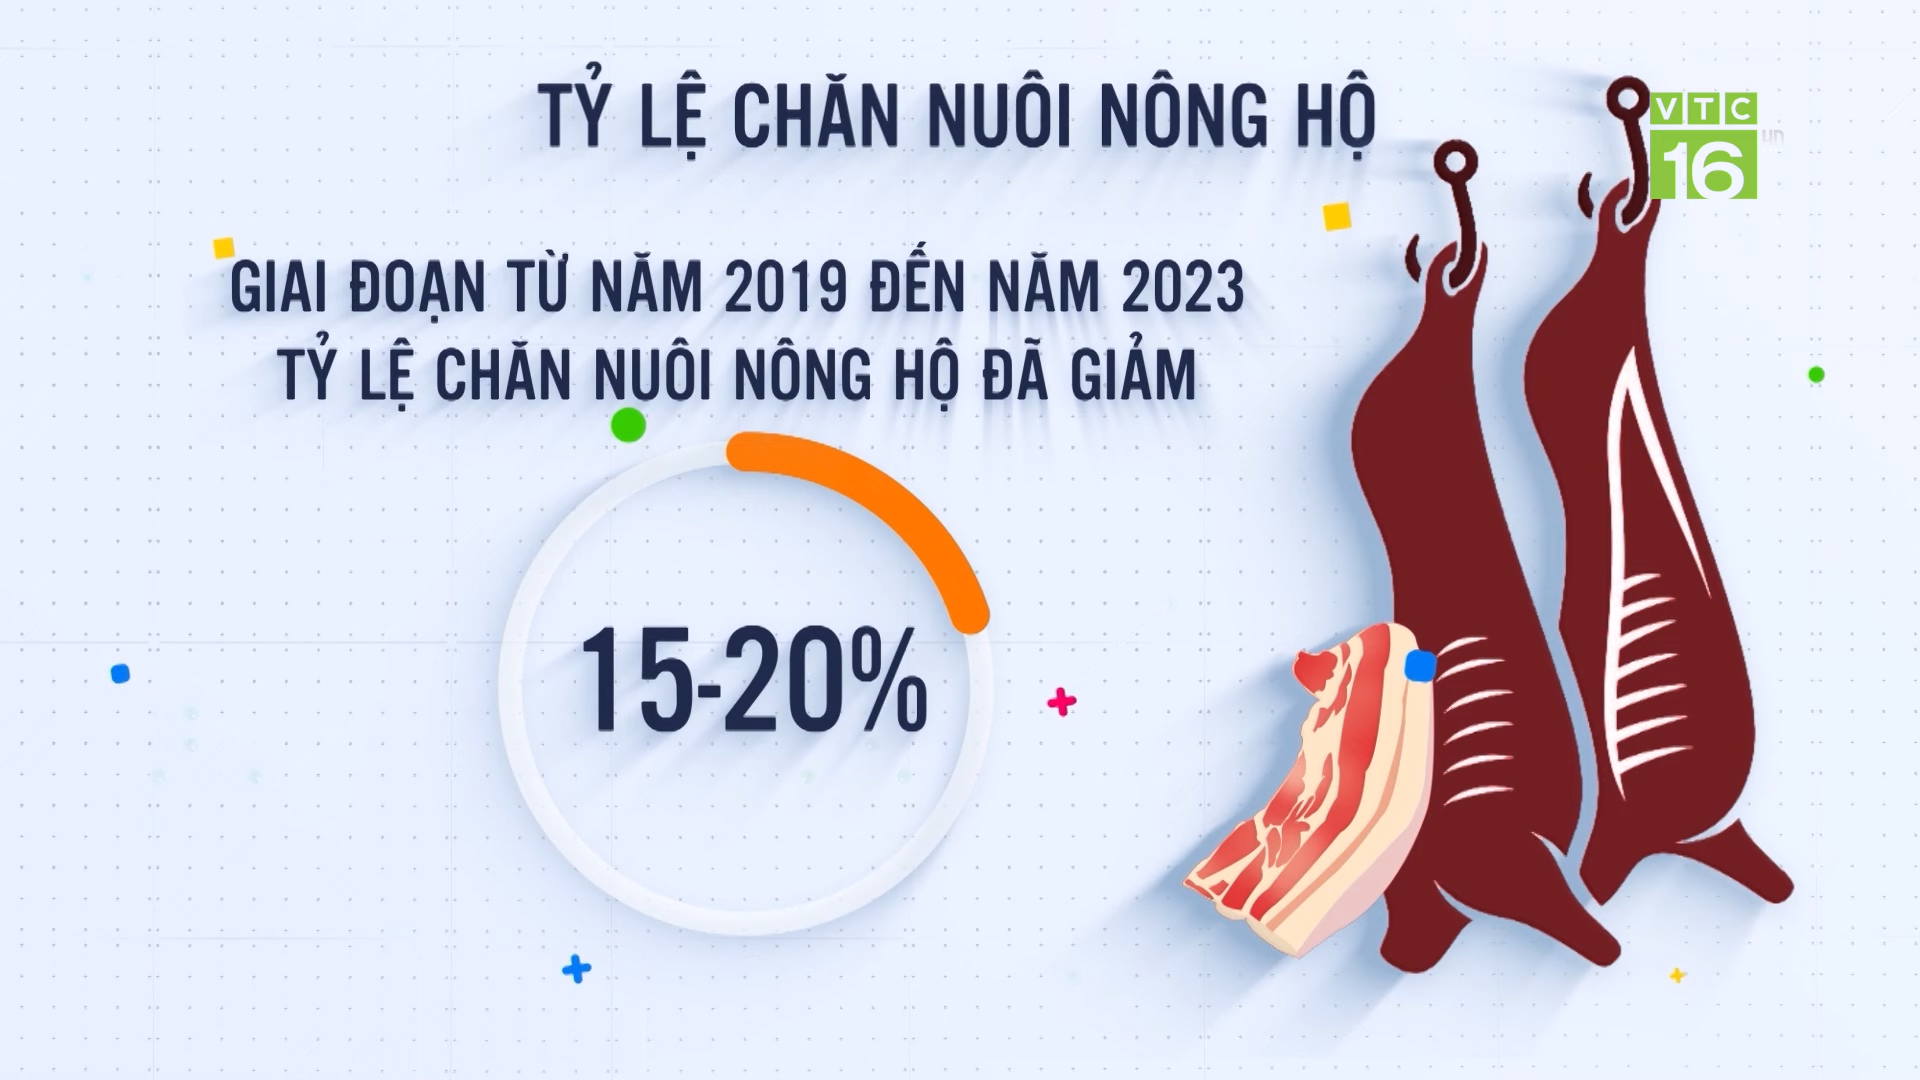 TỶ LỆ CHĂN NUÔI NÔNG HỘ
VTC
16
GIAI ĐOẠN TỪ NĂM 2019 ĐẾN NĂM 2023
TỶ LỆ CHĂN NUÔI NÔNG HỘ ĐÃ GIẢM
15-20%